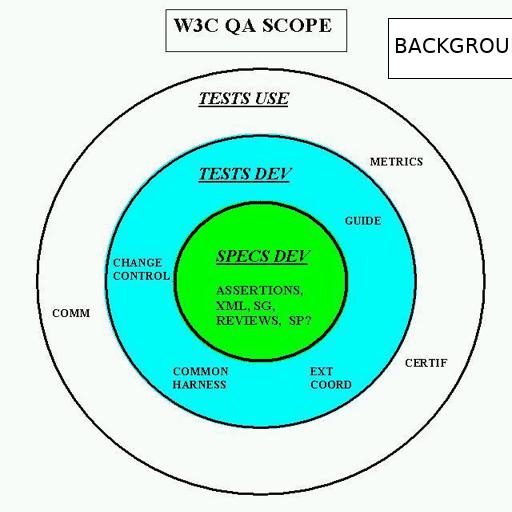 W3C QA SCOPE
BACKGROU
TESTS USE
METRICS
TESTS DEV
GUIDE
SPECS DEV
CHANGE
CONTROL
ASSERTIONS,
XML, SG,
REVIEWS, SP?
COMM
CERTIF
COMMON
HARNESS
EXT
COORD